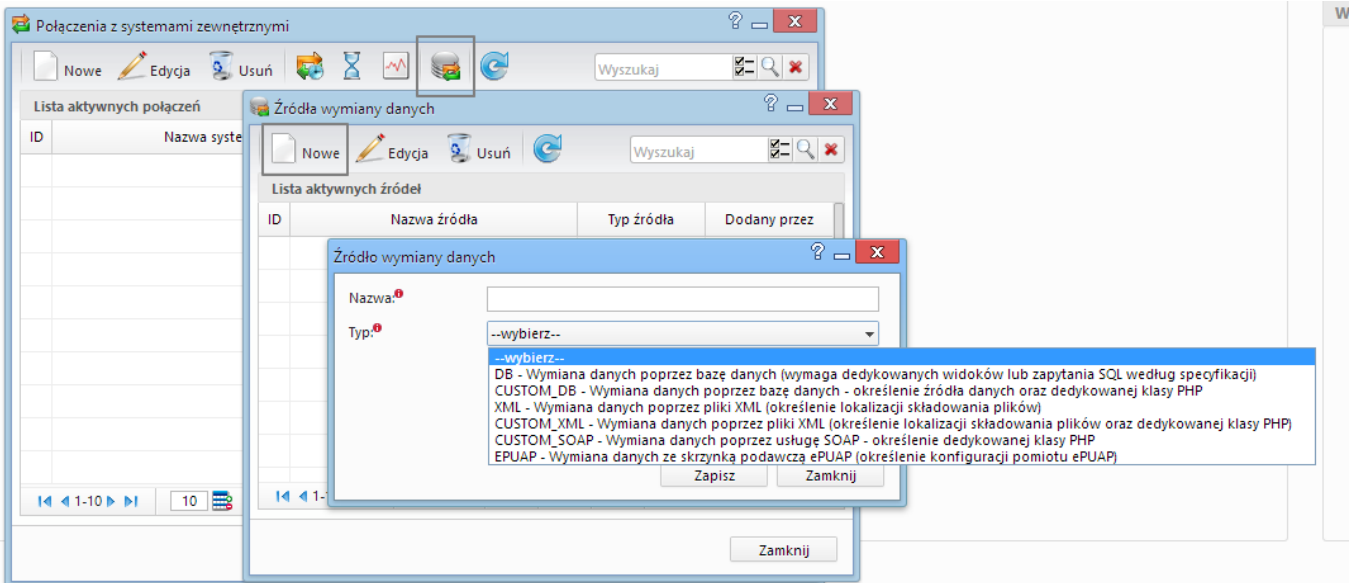 Połączenia z systemami zewnętrznymi
Nowe Edycja Usuń Wyszukaj
Lista aktywnych połączeń
ID Nazwa syste
Źródła wymiany danych
Nowe Edycja Usuń Wyszukaj
Lista aktywnych źródeł
ID Nazwa źródła Typ źródła Dodany przez
Źródło wymiany danych
Nazwa:
Typ: --wybierz--
--wybierz--
DB - Wymiana danych poprzez bazę danych (wymaga dedykowanych widoków lub zapytania SQL według specyfikacji)
CUSTOM_DB - Wymiana danych poprzez bazę danych - określenie źródła danych oraz dedykowanej klasy PHP
XML - Wymiana danych poprzez pliki XML (określenie lokalizacji składowania plików)
CUSTOM_XML - Wymiana danych poprzez pliki XML (określenie lokalizacji składowania plików oraz dedykowanej klasy PHP)
CUSTOM_SOAP - Wymiana danych poprzez usługę SOAP - określenie dedykowanej klasy PHP
EPUAP - Wymiana danych ze skrzynką podawczą ePUAP (określenie konfiguracji pomiotu ePUAP)
Zapisz Zamknij
1-10 10 1-
Zamknij
W